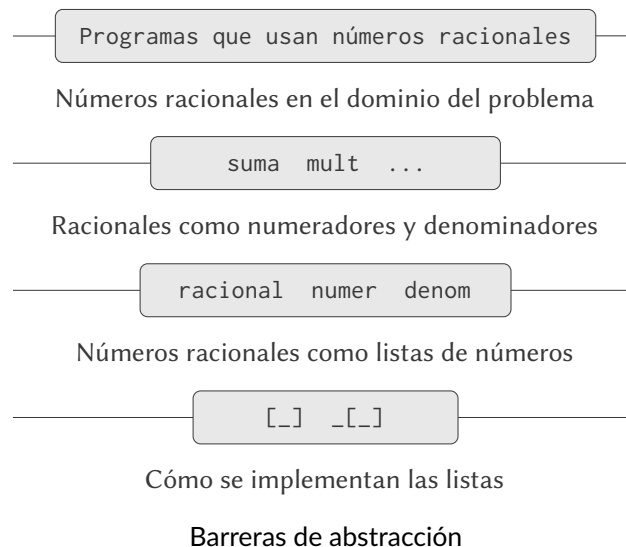 Programas que usan números racionales
Números racionales en el dominio del problema
suma mult ...
Racionales como numeradores y denominadores
racional numer denom
Números racionales como listas de números
[_] _[_]
Cómo se implementan las listas
Barreras de abstracción